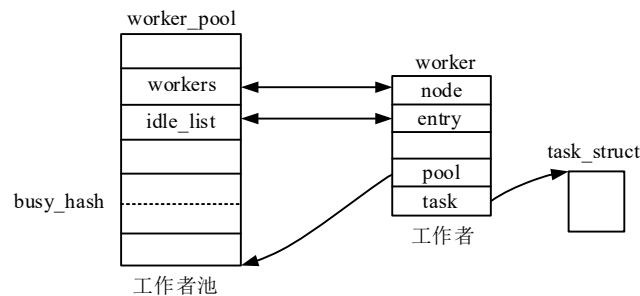 worker_pool
workers
idle_list
busy_hash
工作者池
worker
node
entry
pool
task
工作者
task_struct